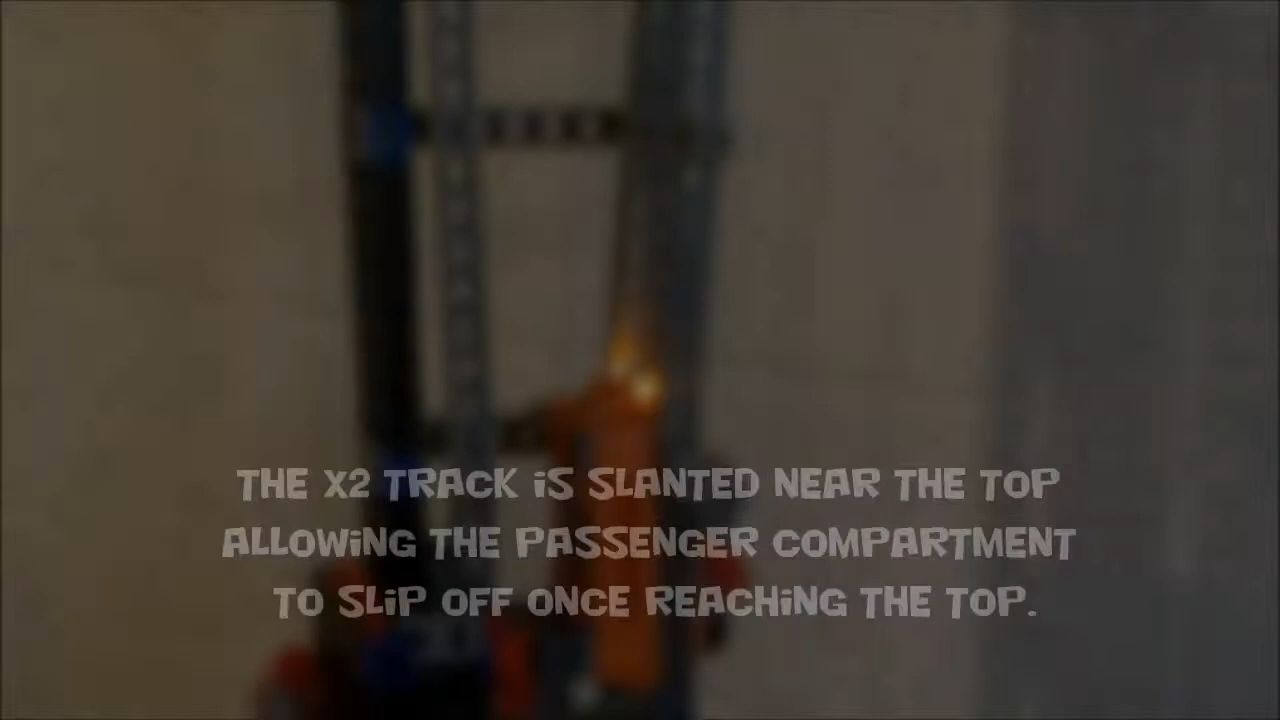 THE X2 TRACK iS SLANTED NEAR THE TOP
ALLOWiNG THE PASSENGER COMPARTMENT
TO SLiP OFF ONCE REACHiNG THE TOP.